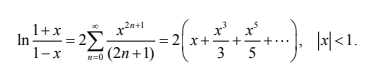 ln (1+x)/(1−x) = 2 ∑_{n=0}^{∞} x^{2n+1}/(2n+1) = 2 ( x + x^3/3 + x^5/5 + ⋯ ), |x| < 1.